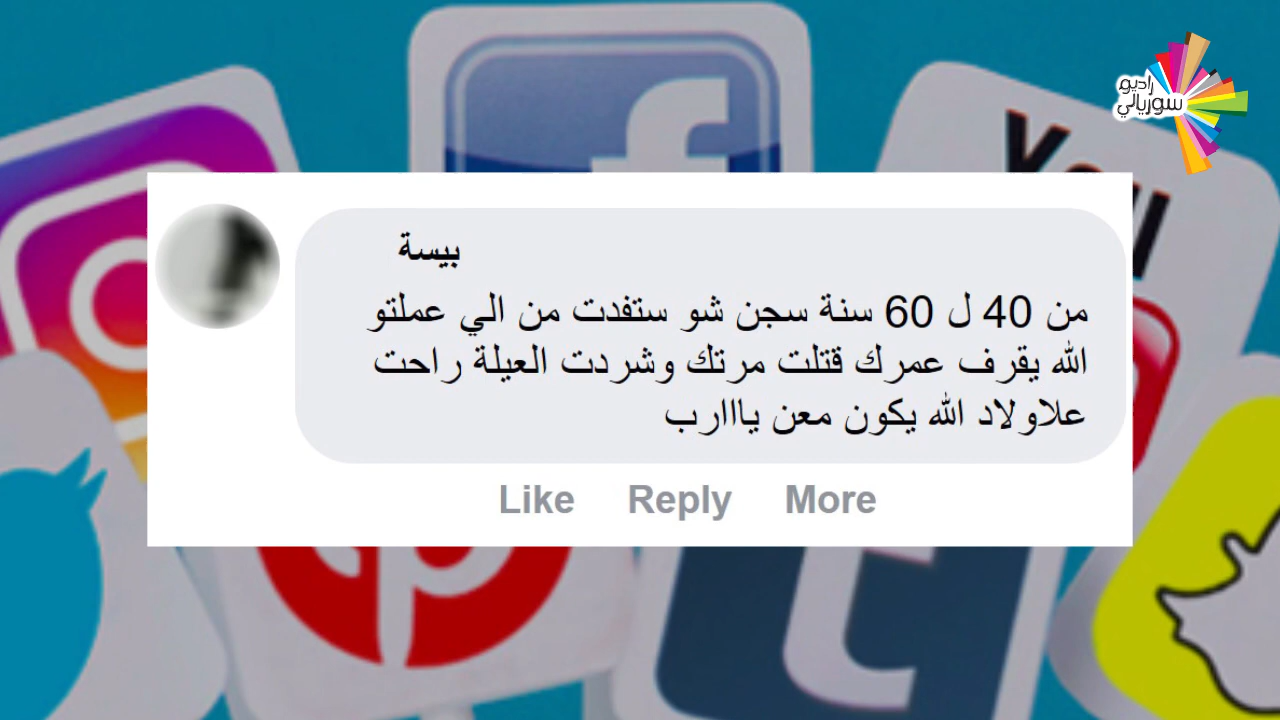 راديو
سوريالي
You
بيسة
من 40 ل 60 سنة سجن شو ستفدت من الي عملتو
الله يقرف عمرك قتلت مرتك وشردت العيلة راحت
علاولاد الله يكون معن يااارب
Like Reply More